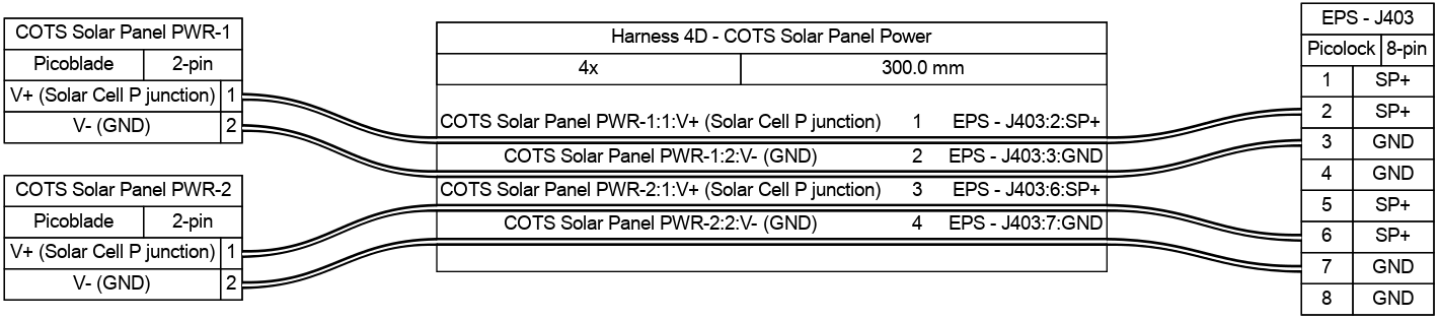 COTS Solar Panel PWR-1
Picoblade 2-pin
V+ (Solar Cell P junction) 1
V- (GND) 2
COTS Solar Panel PWR-2
Picoblade 2-pin
V+ (Solar Cell P junction) 1
V- (GND) 2
Harness 4D - COTS Solar Panel Power
4x 300.0 mm
COTS Solar Panel PWR-1:1:V+ (Solar Cell P junction) 1 EPS - J403:2:SP+
COTS Solar Panel PWR-1:2:V- (GND) 2 EPS - J403:3:GND
COTS Solar Panel PWR-2:1:V+ (Solar Cell P junction) 3 EPS - J403:6:SP+
COTS Solar Panel PWR-2:2:V- (GND) 4 EPS - J403:7:GND
EPS - J403
Picolock 8-pin
1 SP+
2 SP+
3 GND
4 GND
5 SP+
6 SP+
7 GND
8 GND